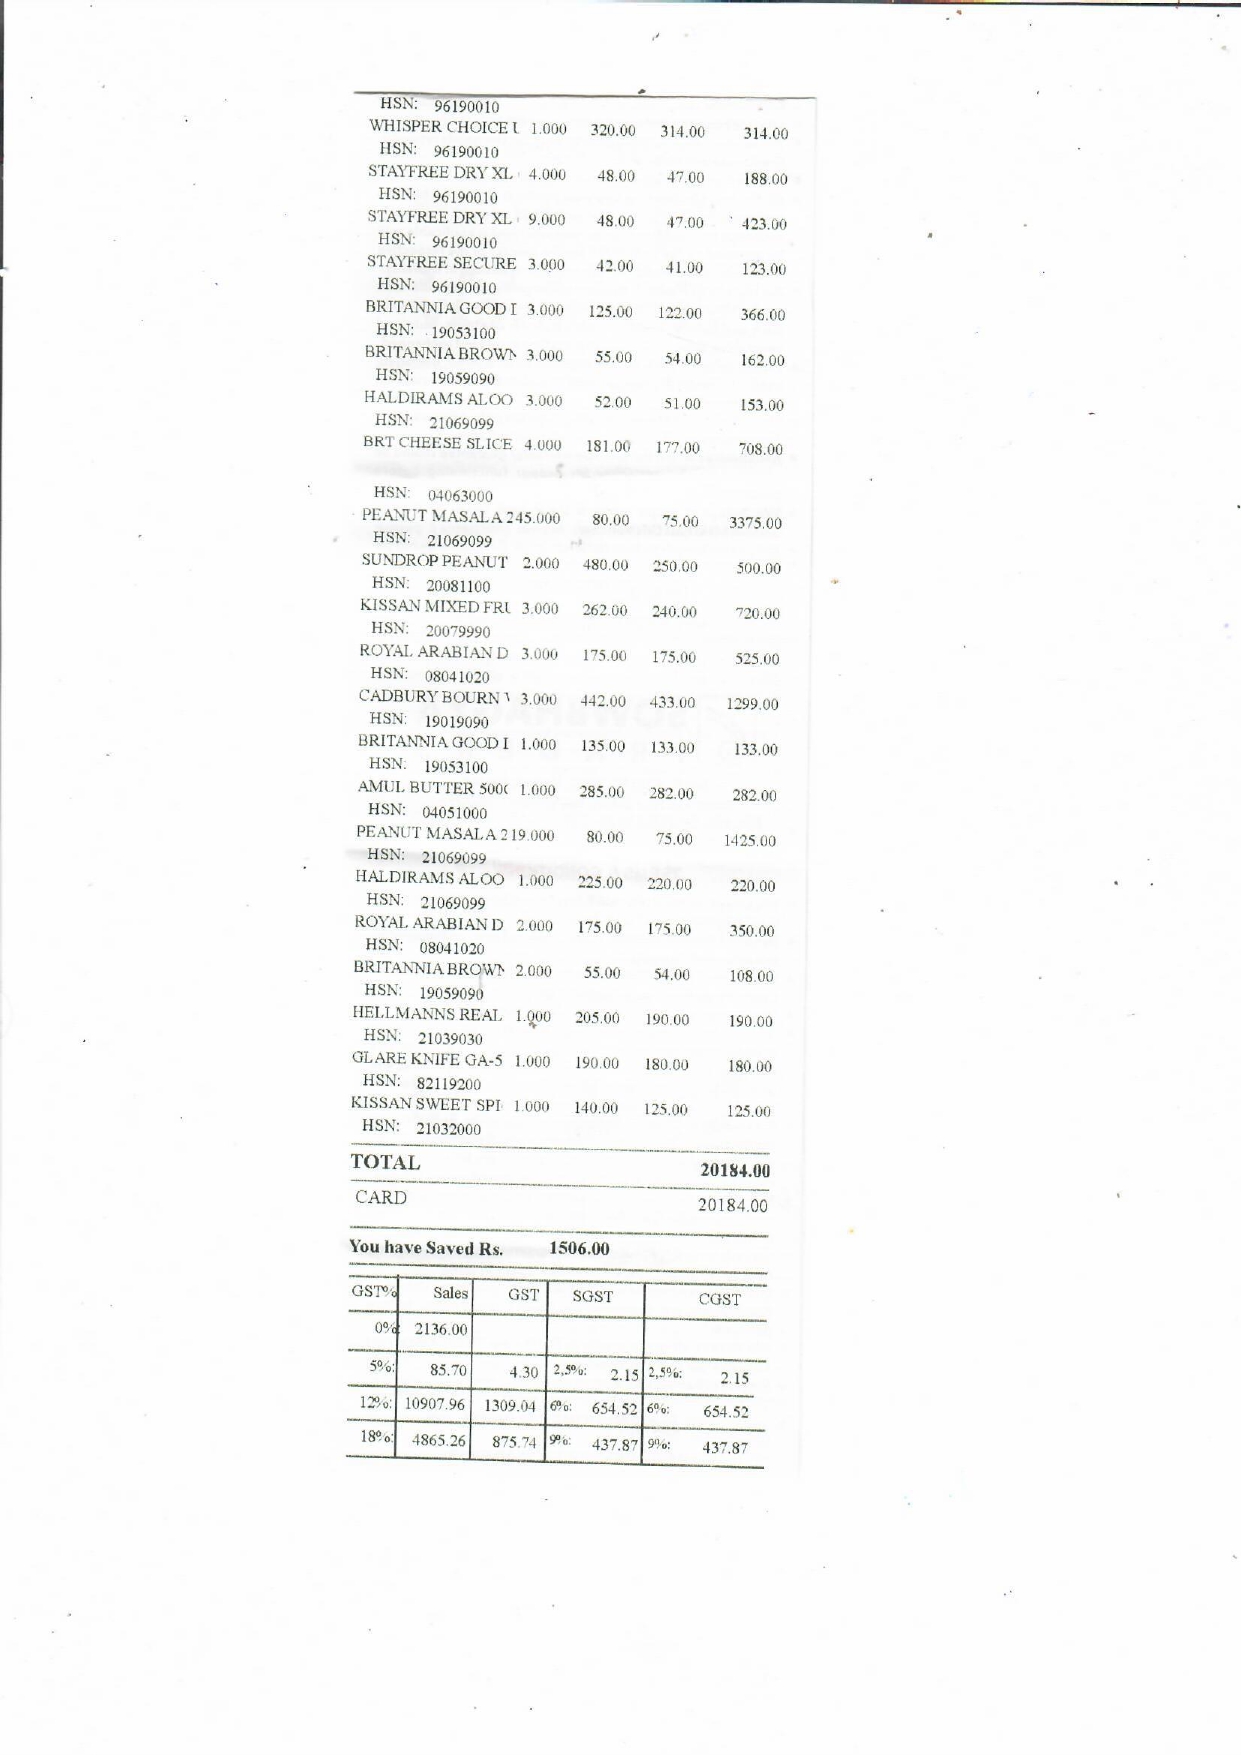 HSN: 96190010
WHISPER CHOICE U 1.000 320.00 314.00 314.00
HSN: 96190010
STAYFREE DRY XL 4.000 48.00 47.00 188.00
HSN: 96190010
STAYFREE DRY XL 9.000 48.00 47.00 423.00
HSN: 96190010
STAYFREE SECURE 3.000 42.00 41.00 123.00
HSN: 96190010
BRITANNIA GOOD I 3.000 125.00 122.00 366.00
HSN: 19053100
BRITANNIA BROWN 3.000 55.00 54.00 162.00
HSN: 19059090
HALDIRAMS ALOO 3.000 52.00 51.00 153.00
HSN: 21069099
BRT CHEESE SLICE 4.000 181.00 177.00 708.00
HSN: 04063000
PEANUT MASALA 245.000 80.00 75.00 3375.00
HSN: 21069099
SUNDROP PEANUT 2.000 480.00 250.00 500.00
HSN: 20081100
KISSAN MIXED FRU 3.000 262.00 240.00 720.00
HSN: 20079990
ROYAL ARABIAN D 3.000 175.00 175.00 525.00
HSN: 08041020
CADBURY BOURN V 3.000 442.00 433.00 1299.00
HSN: 19019090
BRITANNIA GOOD I 1.000 135.00 133.00 133.00
HSN: 19053100
AMUL BUTTER 500G 1.000 285.00 282.00 282.00
HSN: 04051000
PEANUT MASALA 219.000 80.00 75.00 1425.00
HSN: 21069099
HALDIRAMS ALOO 1.000 225.00 220.00 220.00
HSN: 21069099
ROYAL ARABIAN D 2.000 175.00 175.00 350.00
HSN: 08041020
BRITANNIA BROWN 2.000 55.00 54.00 108.00
HSN: 19059090
HELLMANNS REAL 1.000 205.00 190.00 190.00
HSN: 21039030
GLARE KNIFE GA-5 1.000 190.00 180.00 180.00
HSN: 82119200
KISSAN SWEET SPI 1.000 140.00 125.00 125.00
HSN: 21032000
TOTAL 20184.00
CARD 20184.00
You have Saved Rs. 1506.00
GST% Sales GST SGST CGST
0% 2136.00
5%: 85.70 4.30 2,5%: 2.15 2,5%: 2.15
12%: 10907.96 1309.04 6%: 654.52 6%: 654.52
18%: 4865.26 875.74 9%: 437.87 9%: 437.87